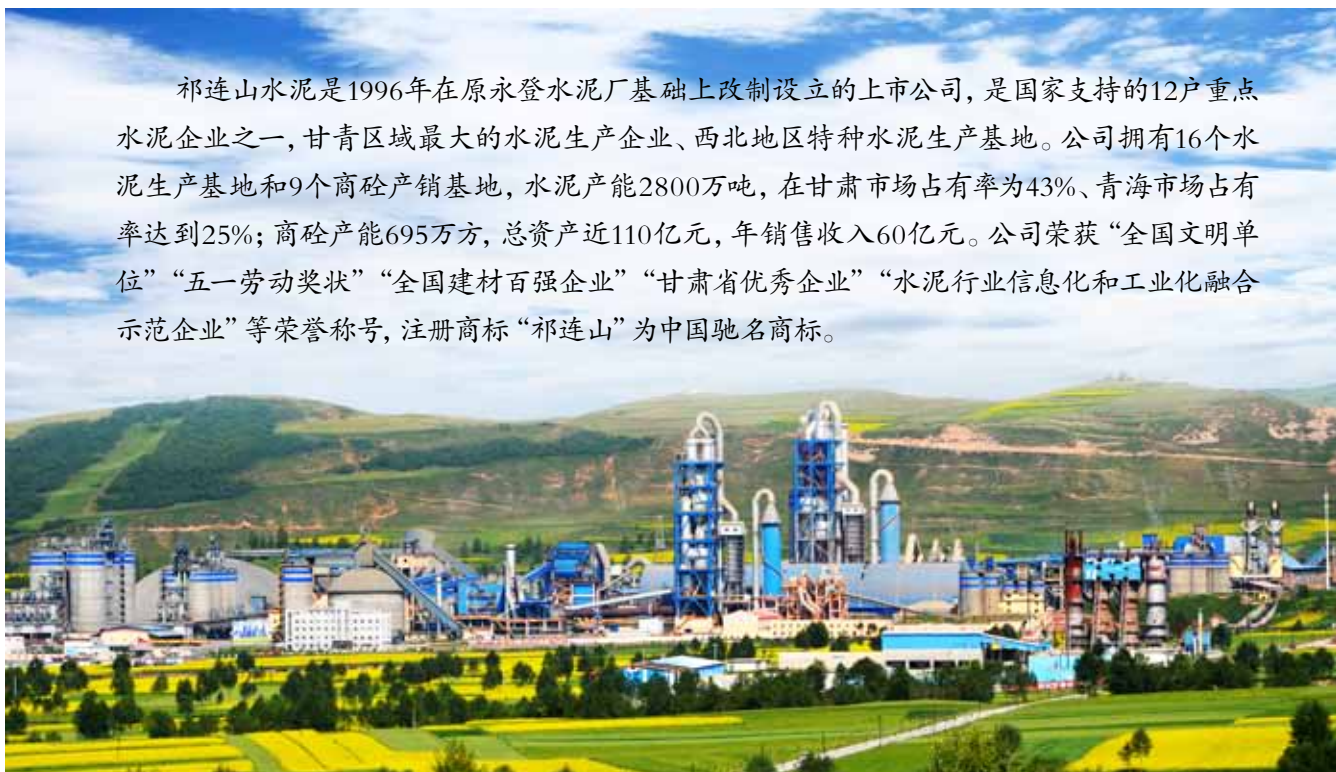 祁连山水泥是1996年在原永登水泥厂基础上改制设立的上市公司，是国家支持的12户重点
水泥企业之一，甘青区域最大的水泥生产企业、西北地区特种水泥生产基地。公司拥有16个水
泥生产基地和9个商砼产销基地，水泥产能2800万吨，在甘肃市场占有率为43%、青海市场占有
率达到25%；商砼产能695万方，总资产近110亿元，年销售收入60亿元。公司荣获“全国文明单
位”“五一劳动奖状”“全国建材百强企业”“甘肃省优秀企业”“水泥行业信息化和工业化融合
示范企业”等荣誉称号，注册商标“祁连山”为中国驰名商标。